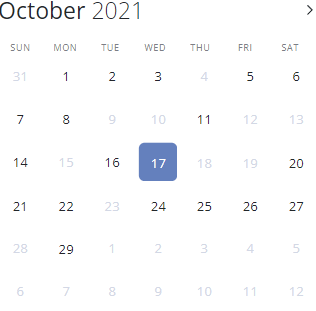 October 2021
SUN MON TUE WED THU FRI SAT
31 1 2 3 4 5 6
7 8 9 10 11 12 13
14 15 16 17 18 19 20
21 22 23 24 25 26 27
28 29 1 2 3 4 5
6 7 8 9 10 11 12